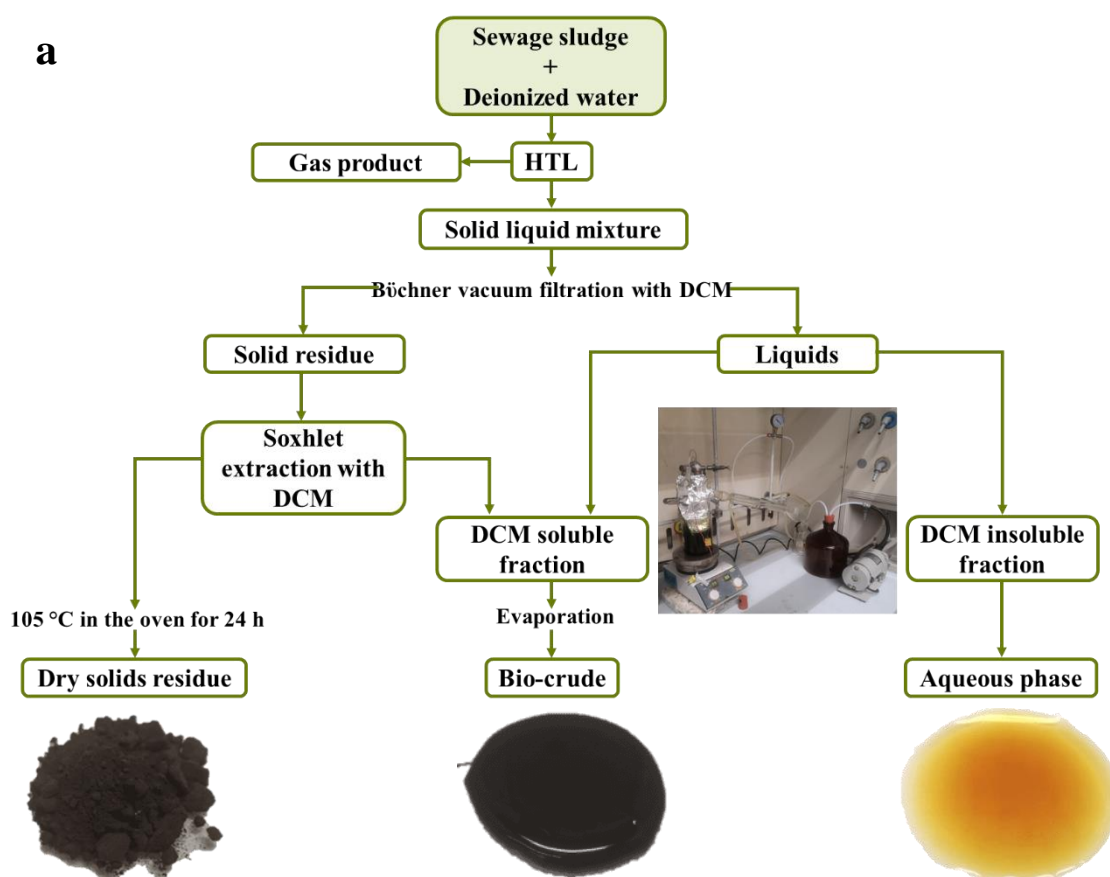 a
Sewage sludge
+
Deionized water
Gas product
HTL
Solid liquid mixture
Bϋchner vacuum filtration with DCM
Solid residue
Liquids
Soxhlet
extraction with
DCM
DCM soluble
fraction
DCM insoluble
fraction
105 °C in the oven for 24 h
Evaporation
Dry solids residue
Bio-crude
Aqueous phase